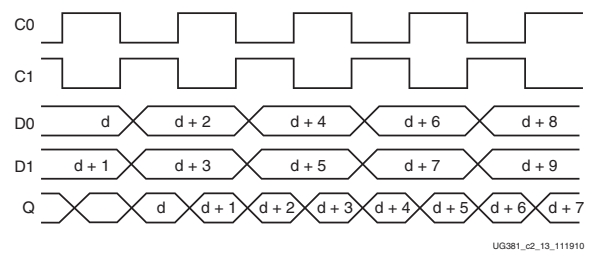 C0
C1
D0 d d + 2 d + 4 d + 6 d + 8
D1 d + 1 d + 3 d + 5 d + 7 d + 9
Q d d + 1 d + 2 d + 3 d + 4 d + 5 d + 6 d + 7
UG381_c2_13_111910